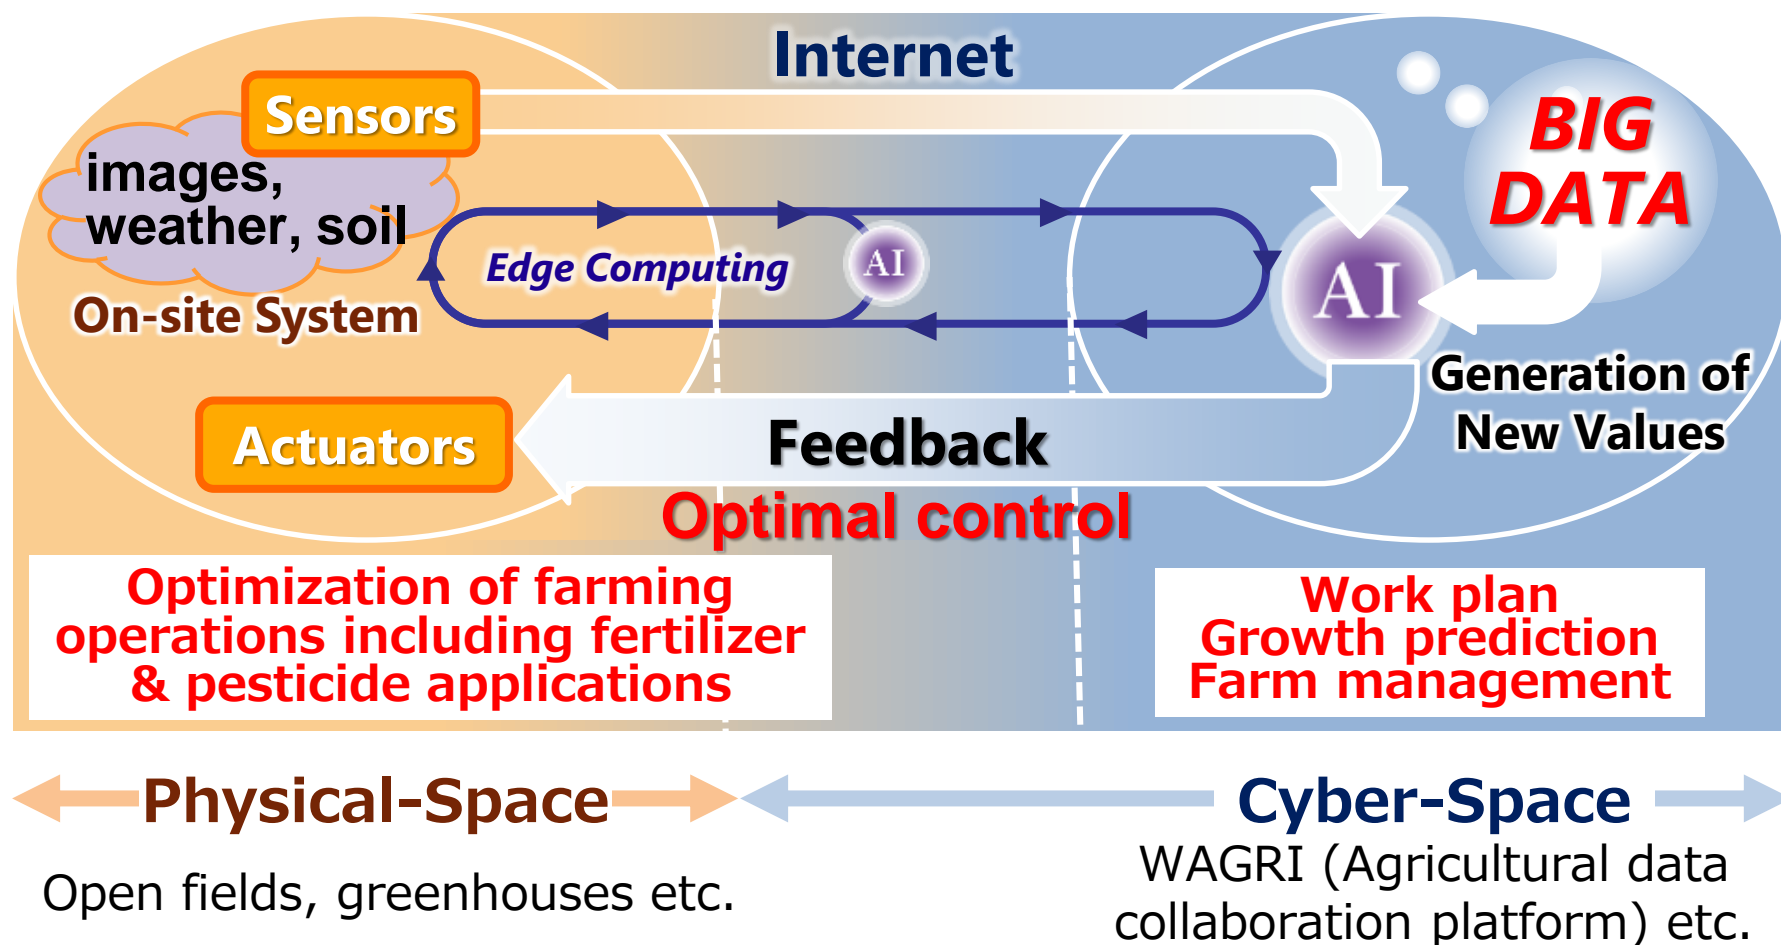 Internet
Sensors
BIG
DATA
images,
weather, soil
Edge Computing
AI
AI
On-site System
Generation of
New Values
Actuators
Feedback
Optimal control
Optimization of farming
operations including fertilizer
& pesticide applications
Work plan
Growth prediction
Farm management
Physical-Space
Cyber-Space
Open fields, greenhouses etc.
WAGRI (Agricultural data
collaboration platform) etc.